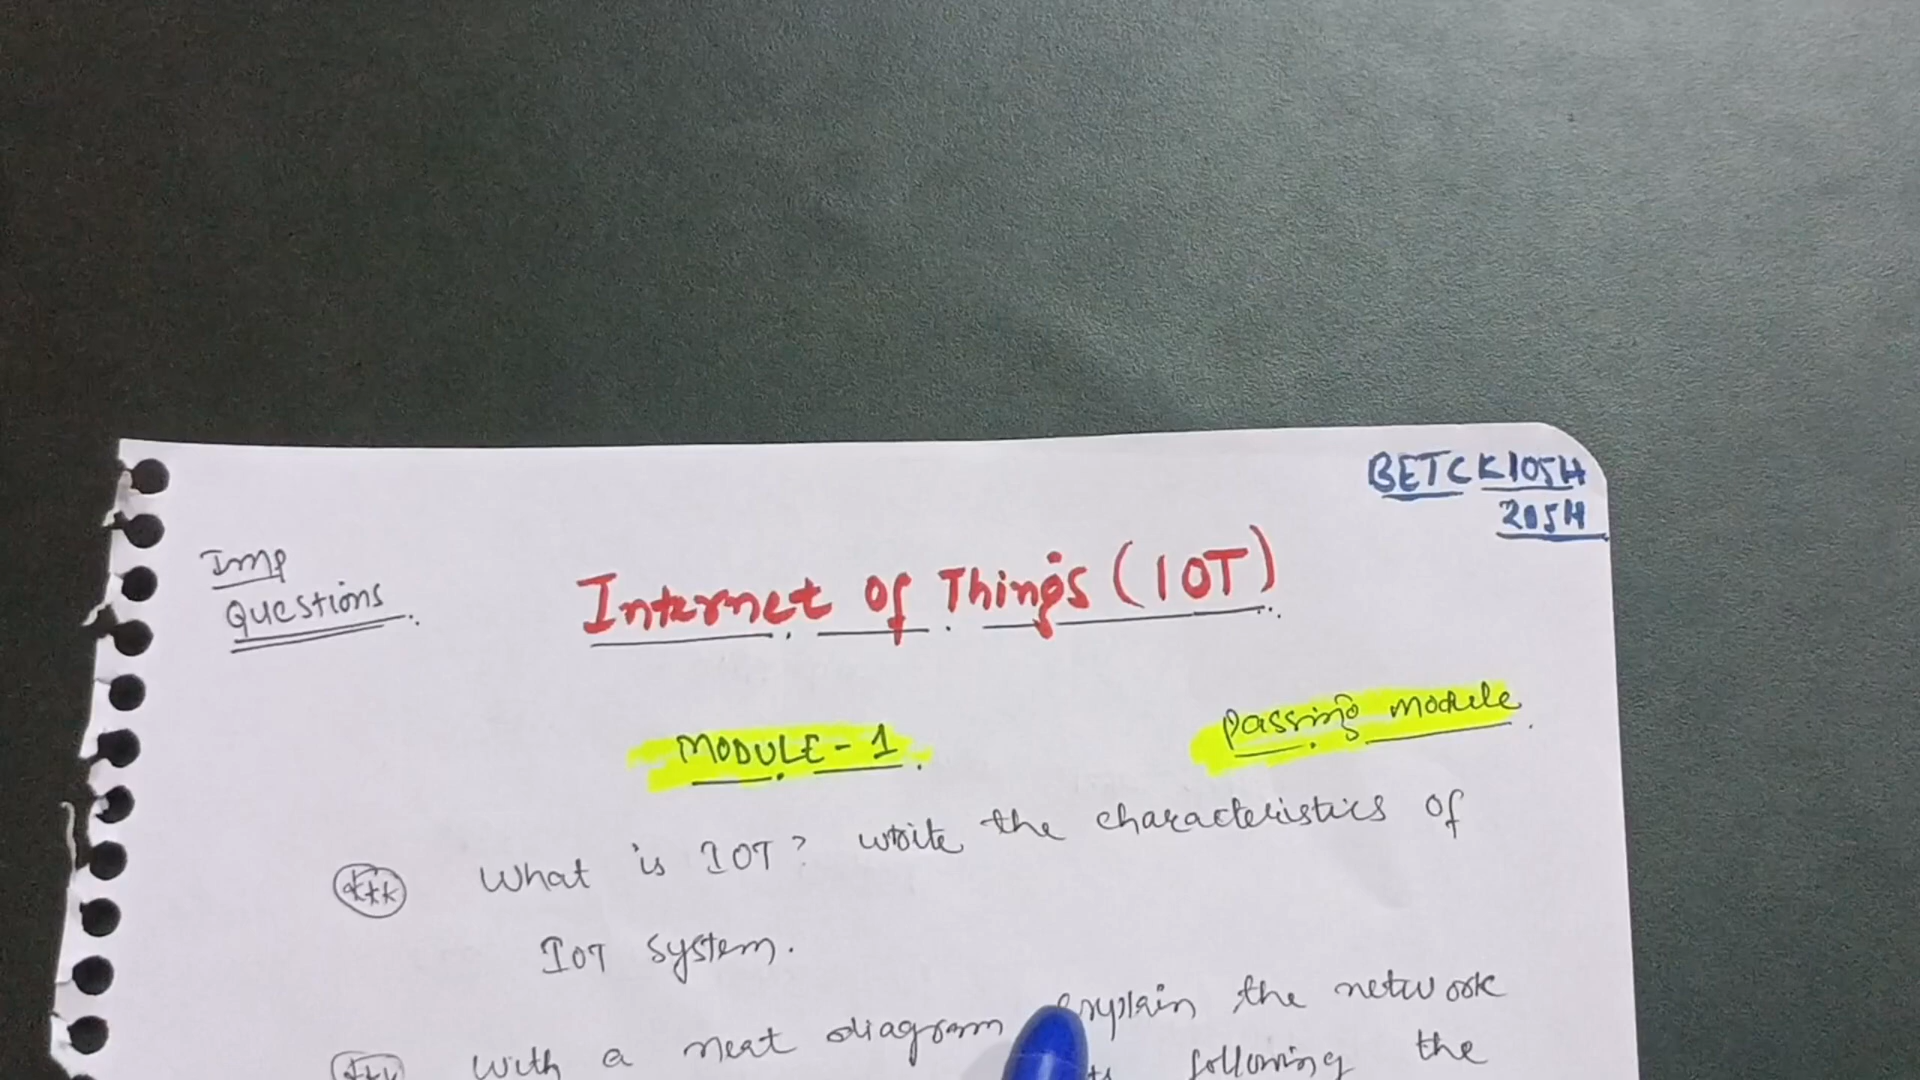 BETCK105H
205H
Imp
Questions
Internet of Things (IOT)
MODULE-1
Passing module
*** What is IOT? write the characteristics of
IOT system.
With a neat diagram explain the network
following the